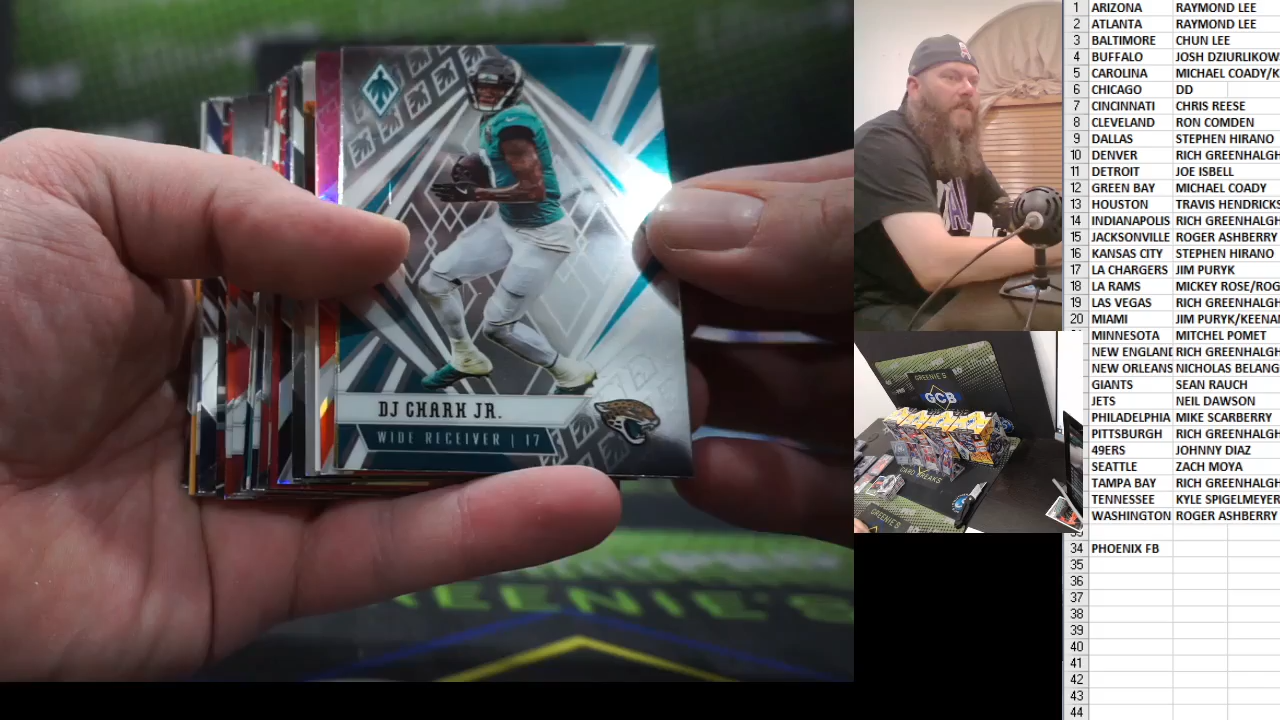 DJ CHARK JR.
WIDE RECEIVER | 17
GREENIE'S
GCB
CARD BREAKS
GREENIE'S
1 ARIZONA RAYMOND LEE
2 ATLANTA RAYMOND LEE
3 BALTIMORE CHUN LEE
4 BUFFALO JOSH DZIURLIKOW
5 CAROLINA MICHAEL COADY/K
6 CHICAGO DD
7 CINCINNATI CHRIS REESE
8 CLEVELAND RON COMDEN
9 DALLAS STEPHEN HIRANO
10 DENVER RICH GREENHALGH
11 DETROIT JOE ISBELL
12 GREEN BAY MICHAEL COADY
13 HOUSTON TRAVIS HENDRICKS
14 INDIANAPOLIS RICH GREENHALGH
15 JACKSONVILLE ROGER ASHBERRY
16 KANSAS CITY STEPHEN HIRANO
17 LA CHARGERS JIM PURYK
18 LA RAMS MICKEY ROSE/ROG
19 LAS VEGAS RICH GREENHALGH
20 MIAMI JIM PURYK/KEENAN
MINNESOTA MITCHEL POMET
NEW ENGLAND RICH GREENHALGH
NEW ORLEANS NICHOLAS BELANG
GIANTS SEAN RAUCH
JETS NEIL DAWSON
PHILADELPHIA MIKE SCARBERRY
PITTSBURGH RICH GREENHALGH
49ERS JOHNNY DIAZ
SEATTLE ZACH MOYA
TAMPA BAY RICH GREENHALGH
TENNESSEE KYLE SPIGELMEYER
WASHINGTON ROGER ASHBERRY
34 PHOENIX FB
35
36
37
38
39
40
41
42
43
44